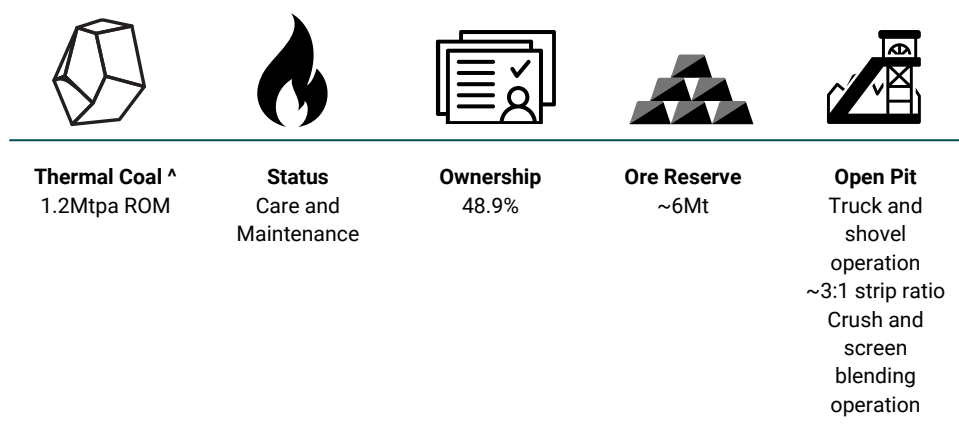 Thermal Coal ^
1.2Mtpa ROM
Status
Care and
Maintenance
Ownership
48.9%
Ore Reserve
~6Mt
Open Pit
Truck and
shovel
operation
~3:1 strip ratio
Crush and
screen
blending
operation